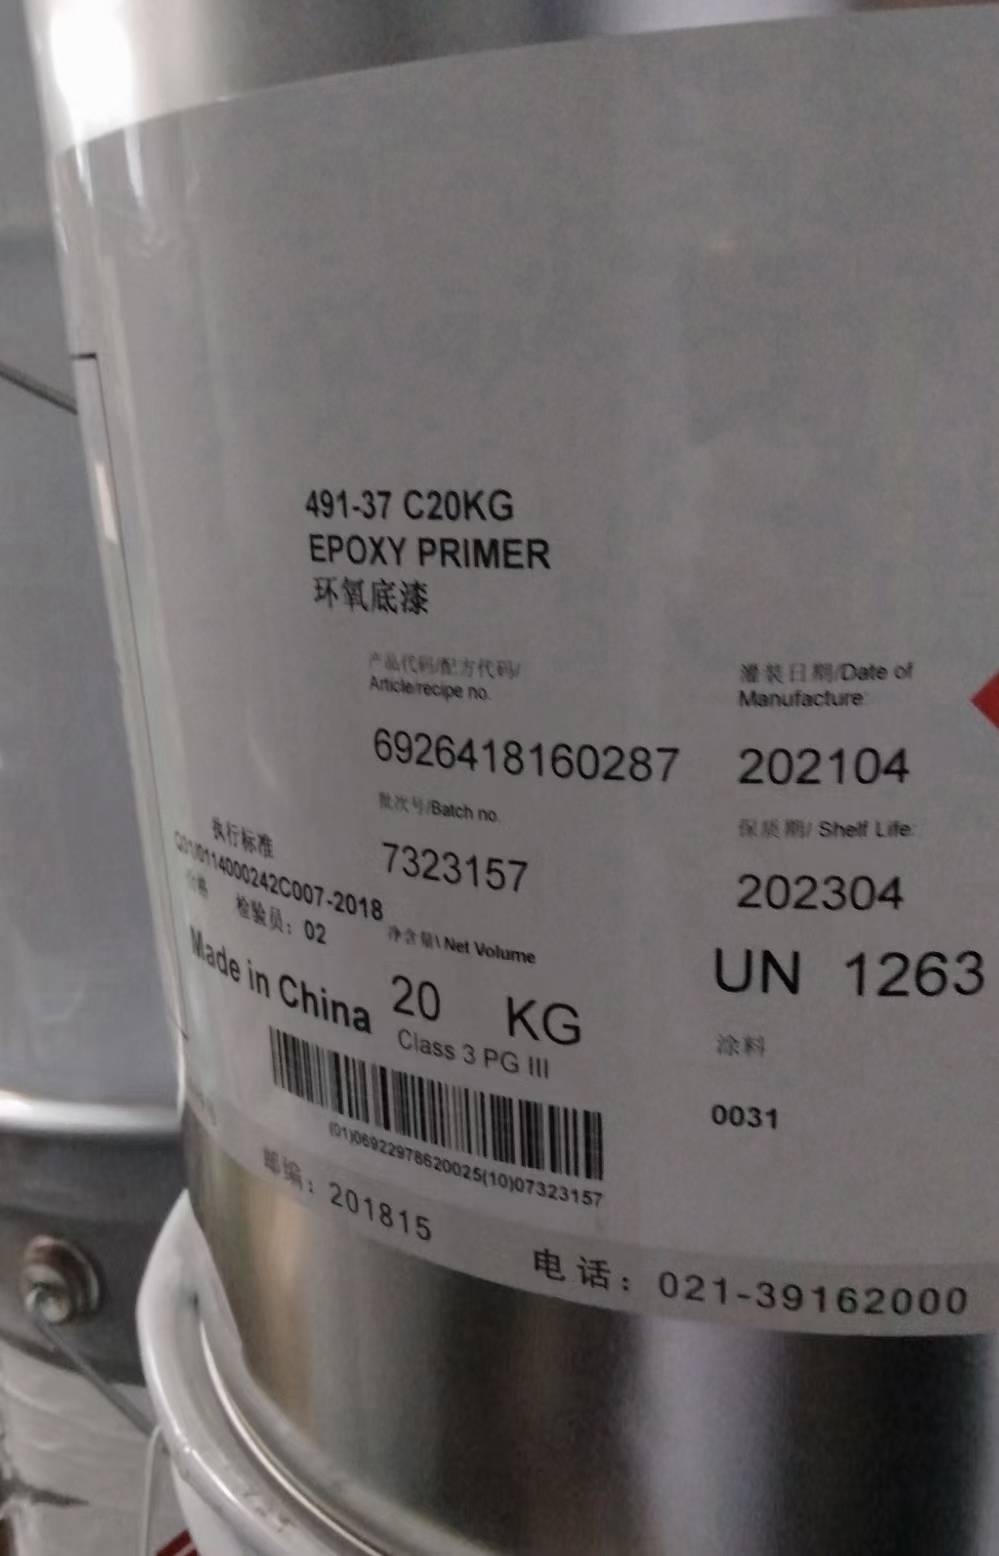 491-37 C20KG
EPOXY PRIMER
环氧底漆
产品代码/配方代码/
Article/recipe no.
6926418160287
批次号/Batch no.
7323157
灌装日期/Date of
Manufacture:
202104
保质期/ Shelf Life:
202304
执行标准
0114000242C007-2018
检验员：02
Made in China
净含量\ Net Volume
20 KG
Class 3 PG III
UN 1263
涂料
0031
(01)06922978620025(10)07323157
邮编：201815
电话：021-39162000